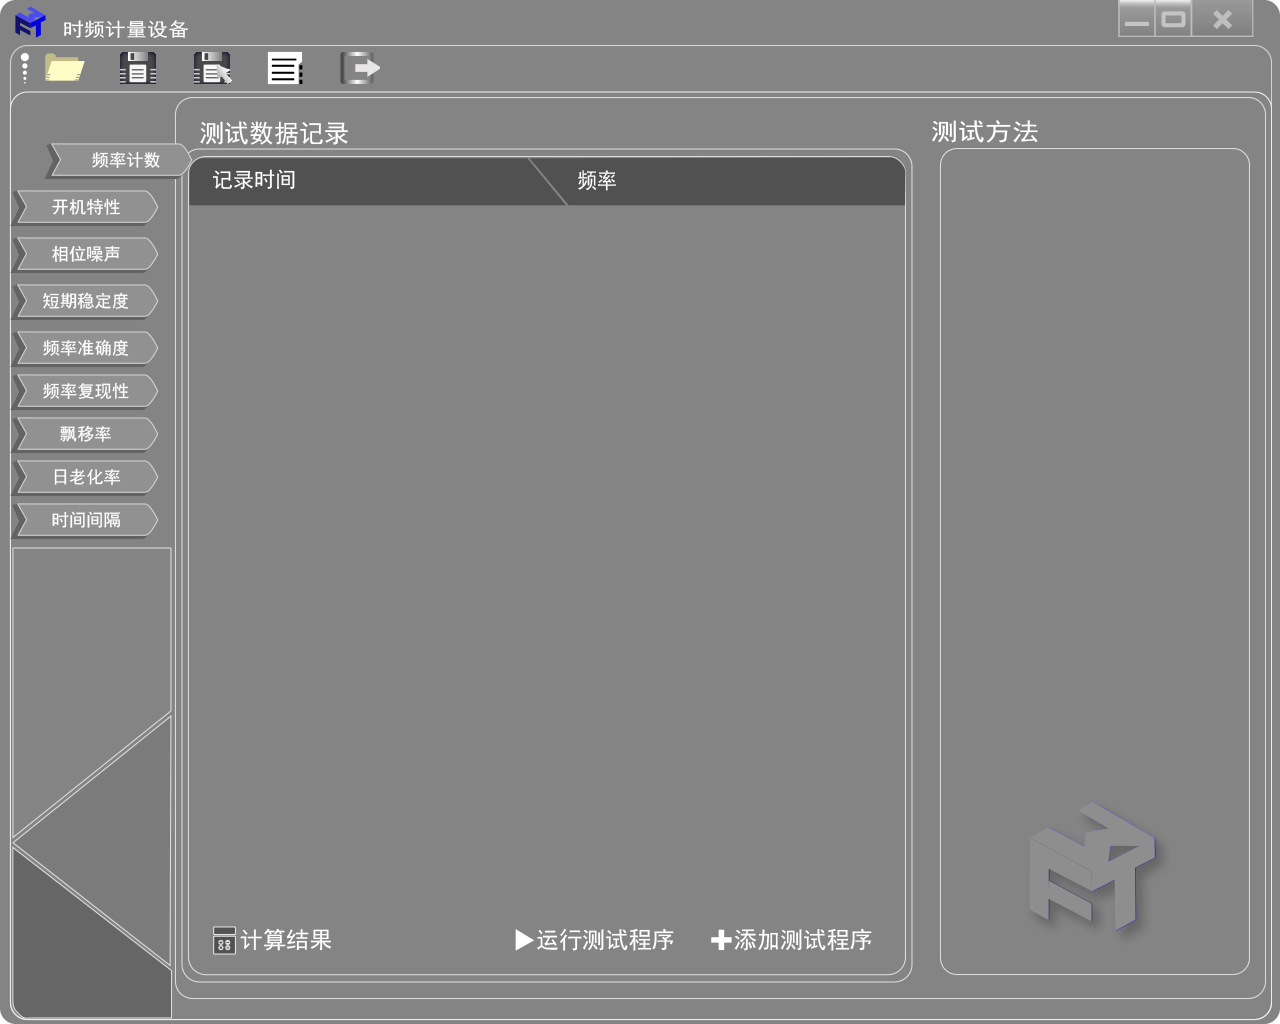 时频计量设备
测试数据记录
测试方法
频率计数
记录时间 频率
开机特性
相位噪声
短期稳定度
频率准确度
频率复现性
飘移率
日老化率
时间间隔
计算结果 运行测试程序 添加测试程序